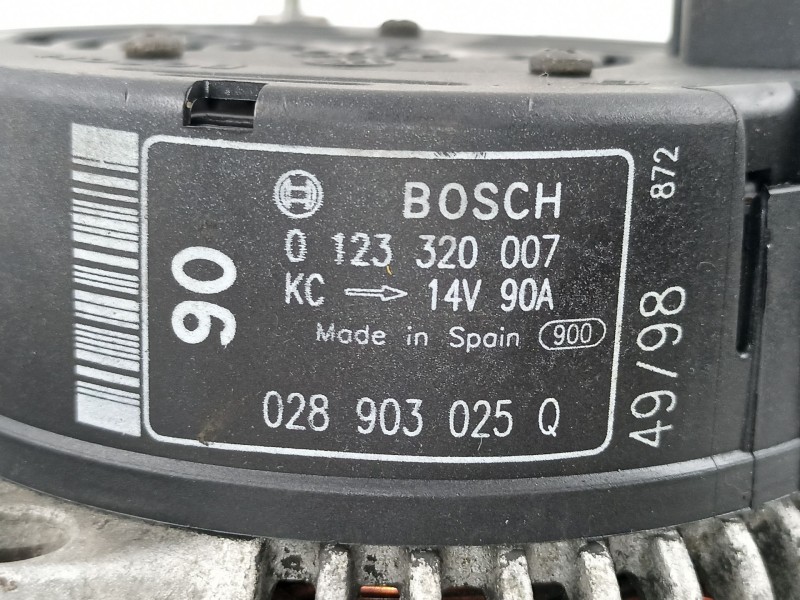 BOSCH
0 123 320 007
KC → 14V 90A
Made in Spain 900
028 903 025 Q
90
872
49/98